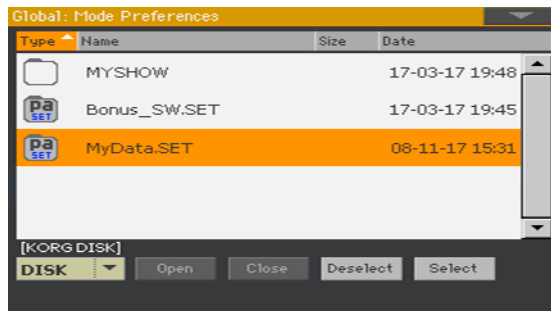 Global: Mode Preferences
Type Name Size Date
MYSHOW 17-03-17 19:48
pa SET Bonus_SW.SET 17-03-17 19:45
pa SET MyData.SET 08-11-17 15:31
[KORG DISK]
DISK Open Close Deselect Select